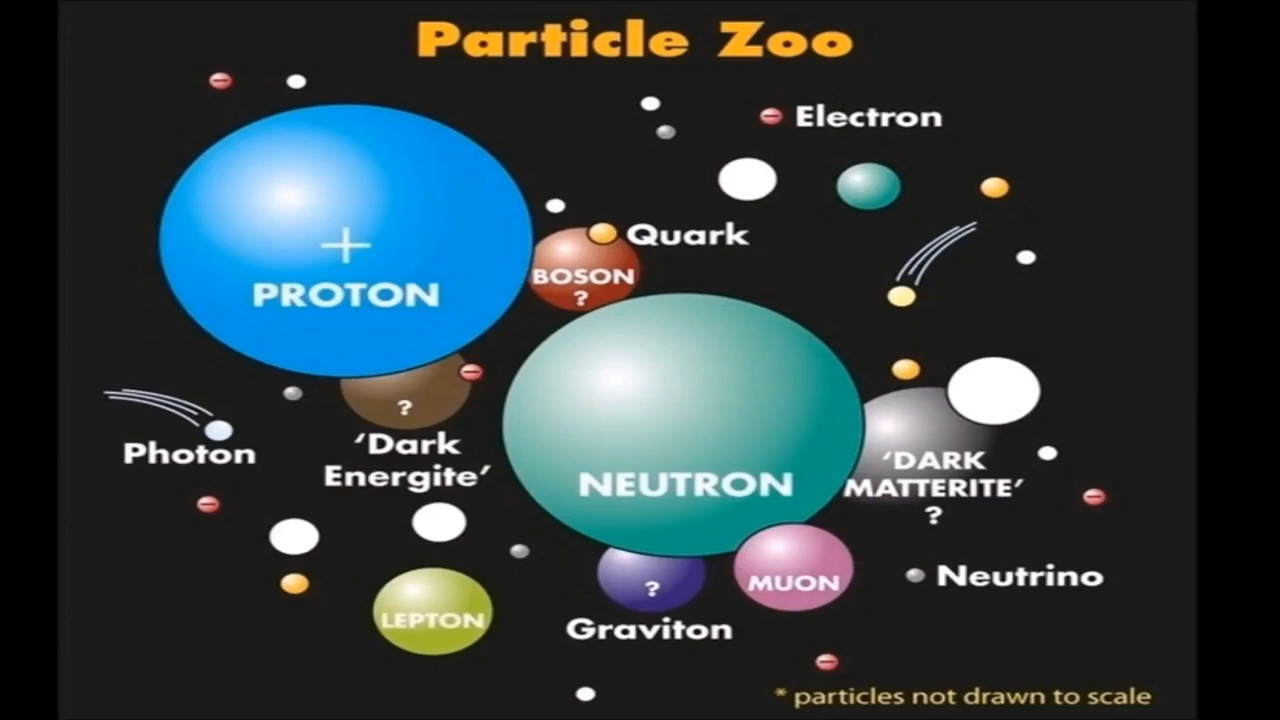 Particle Zoo
Electron
Quark
BOSON
?
+
PROTON
?
'Dark
Energite'
Photon
NEUTRON
'DARK
MATTERITE'
?
LEPTON
?
Graviton
MUON
Neutrino
* particles not drawn to scale